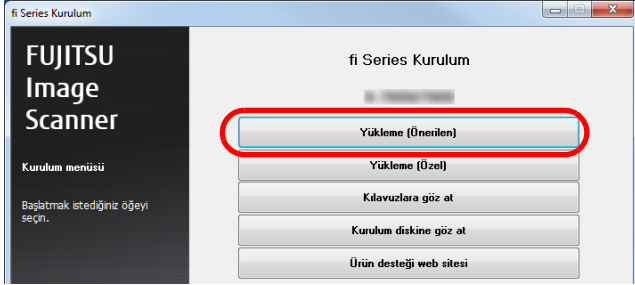 fi Series Kurulum
FUJITSU
Image
Scanner
Kurulum menüsü
Başlatmak istediğiniz öğeyi
seçin.
fi Series Kurulum
Yükleme (Önerilen)
Yükleme (Özel)
Kılavuzlara göz at
Kurulum diskine göz at
Ürün desteği web sitesi